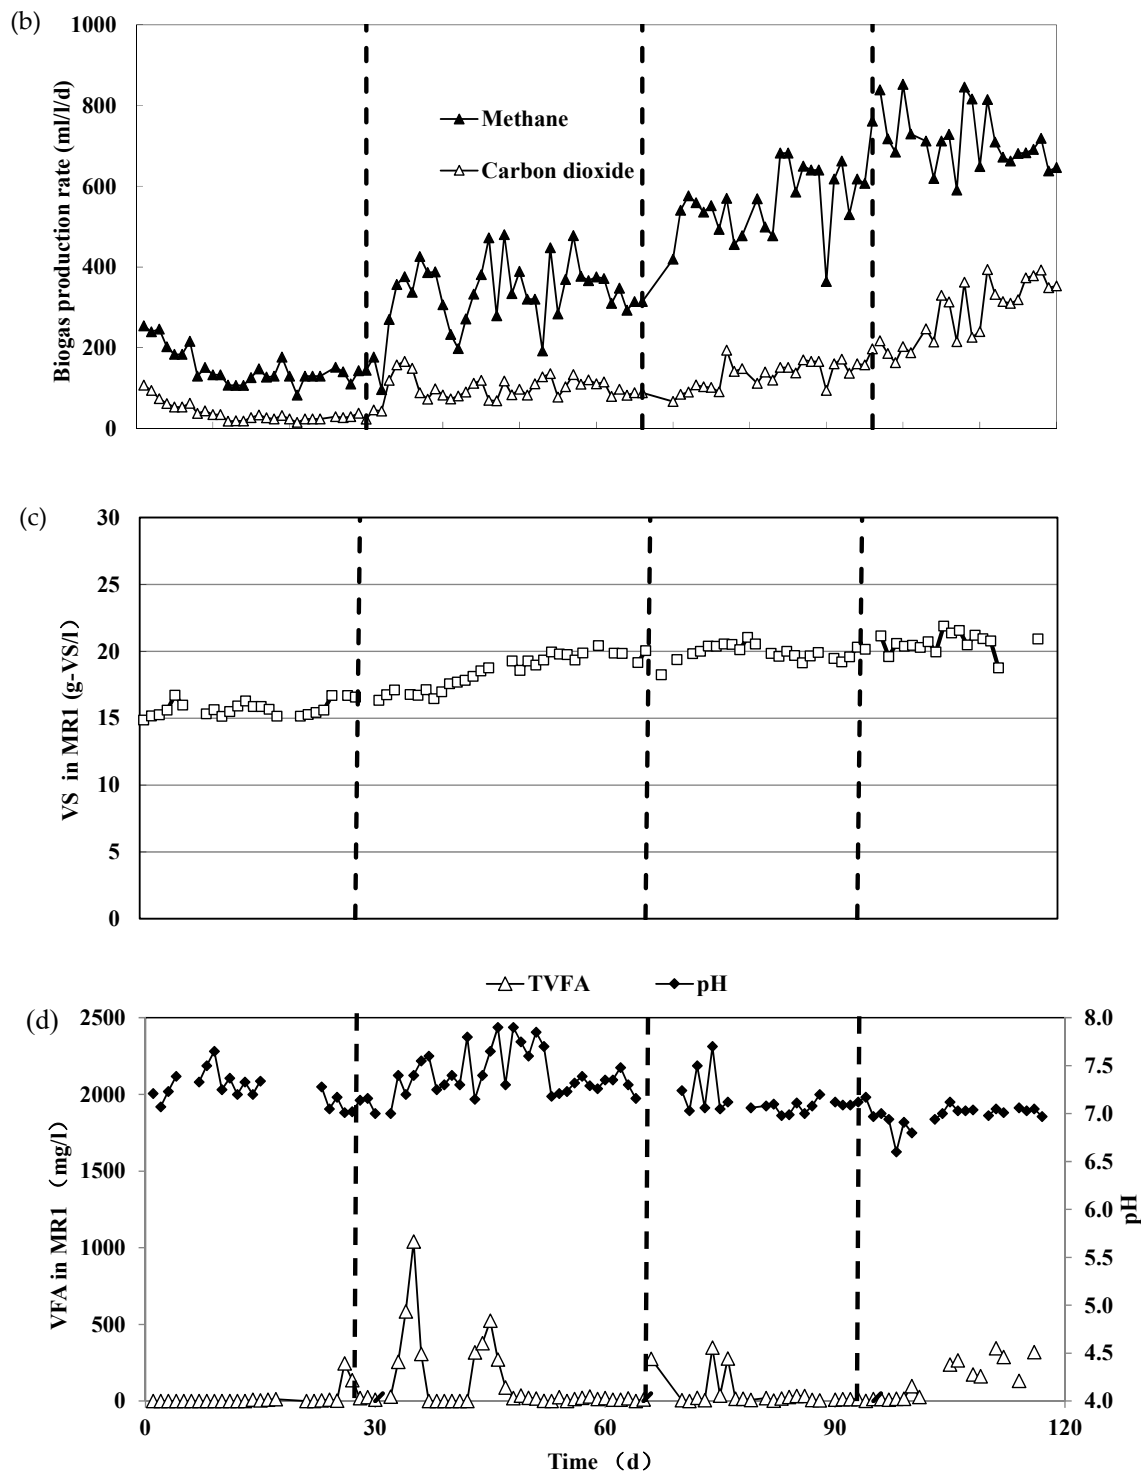 (b)
1000
800
600
400
200
0
Biogas production rate (ml/l/d)
Methane
Carbon dioxide
(c)
30
25
20
15
10
5
0
VS in MR1 (g-VS/l)
TVFA pH
(d)
2500
2000
1500
1000
500
0
VFA in MR1 （mg/l）
8.0
7.5
7.0
6.5
6.0
5.5
5.0
4.5
4.0
pH
0 30 60 90 120
Time （d）